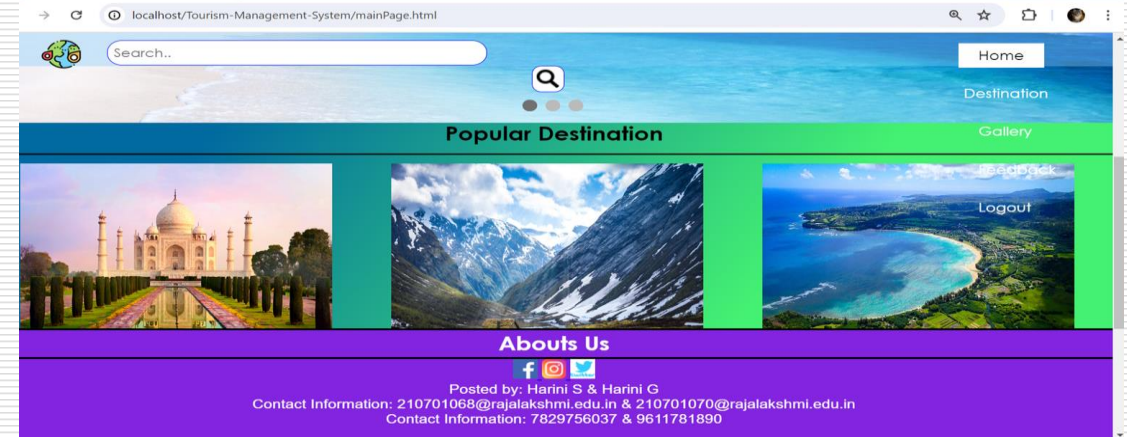 localhost/Tourism-Management-System/mainPage.html
Search..
Home
Destination
Popular Destination
Gallery
Feedback
Logout
Abouts Us
Posted by: Harini S & Harini G
Contact Information: 210701068@rajalakshmi.edu.in & 210701070@rajalakshmi.edu.in
Contact Information: 7829756037 & 9611781890